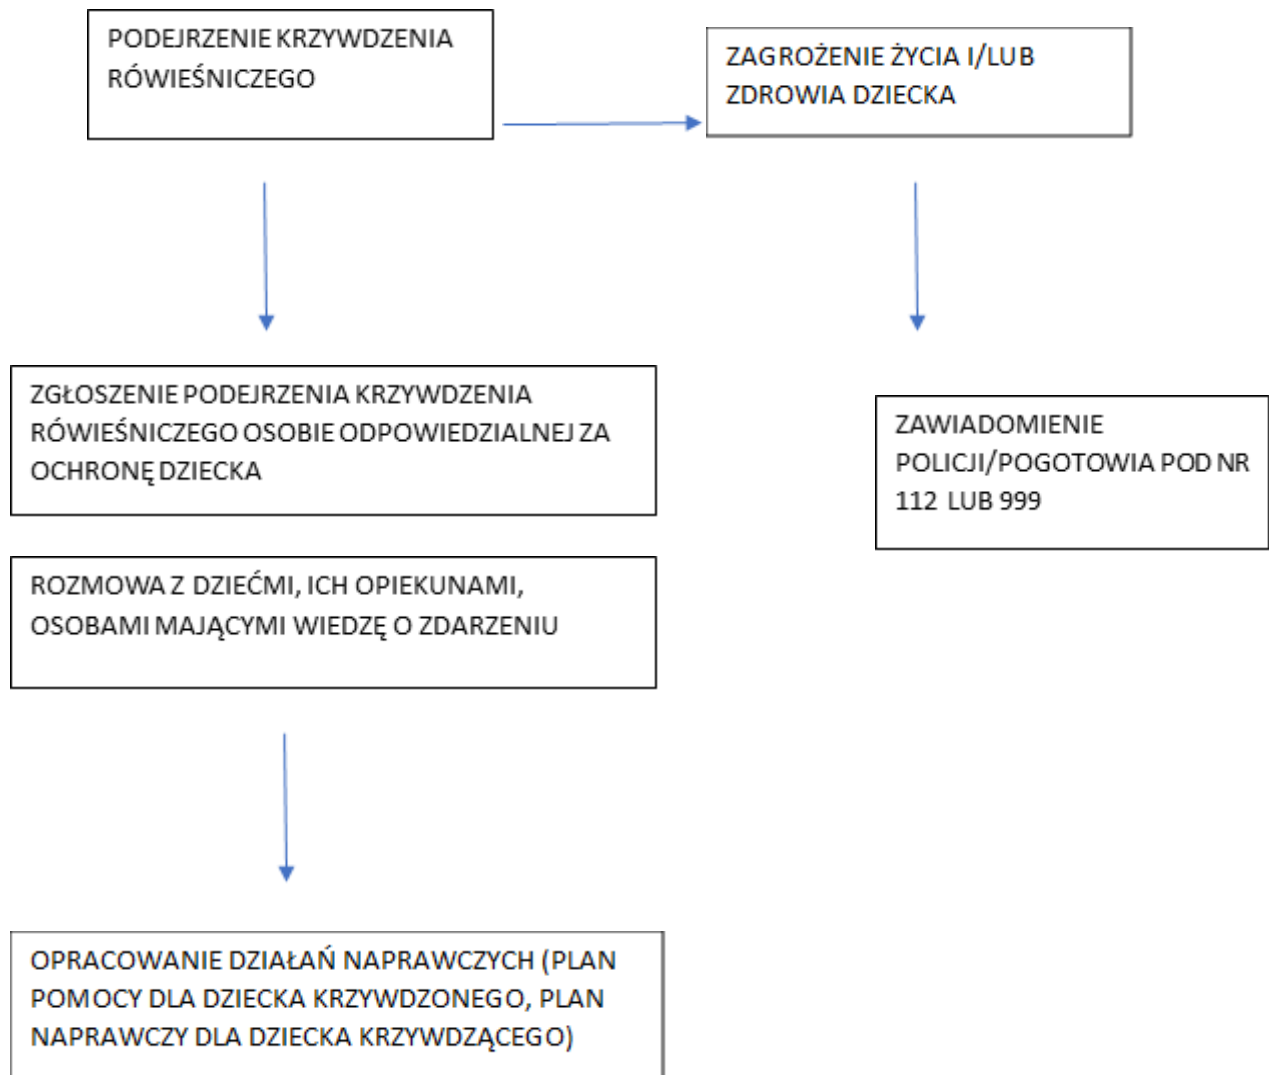 PODEJRZENIE KRZYWDZENIA
RÓWIEŚNICZEGO
ZAGROŻENIE ŻYCIA I/LUB
ZDROWIA DZIECKA
ZGŁOSZENIE PODEJRZENIA KRZYWDZENIA
RÓWIEŚNICZEGO OSOBIE ODPOWIEDZIALNEJ ZA
OCHRONĘ DZIECKA
ZAWIADOMIENIE
POLICJI/POGOTOWIA POD NR
112 LUB 999
ROZMOWA Z DZIEĆMI, ICH OPIEKUNAMI,
OSOBAMI MAJĄCYMI WIEDZĘ O ZDARZENIU
OPRACOWANIE DZIAŁAŃ NAPRAWCZYCH (PLAN
POMOCY DLA DZIECKA KRZYWDZONEGO, PLAN
NAPRAWCZY DLA DZIECKA KRZYWDZĄCEGO)